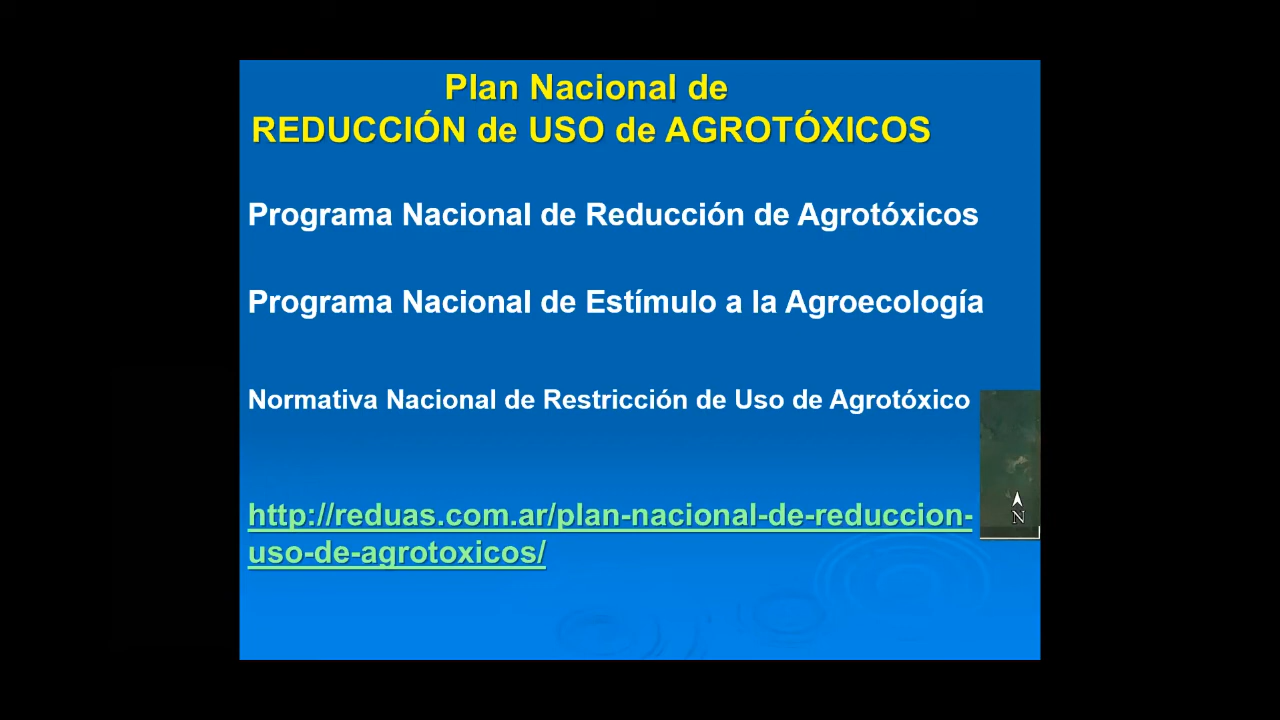 Plan Nacional de
REDUCCIÓN de USO de AGROTÓXICOS
Programa Nacional de Reducción de Agrotóxicos
Programa Nacional de Estímulo a la Agroecología
Normativa Nacional de Restricción de Uso de Agrotóxico
http://reduas.com.ar/plan-nacional-de-reduccion-
uso-de-agrotoxicos/
N